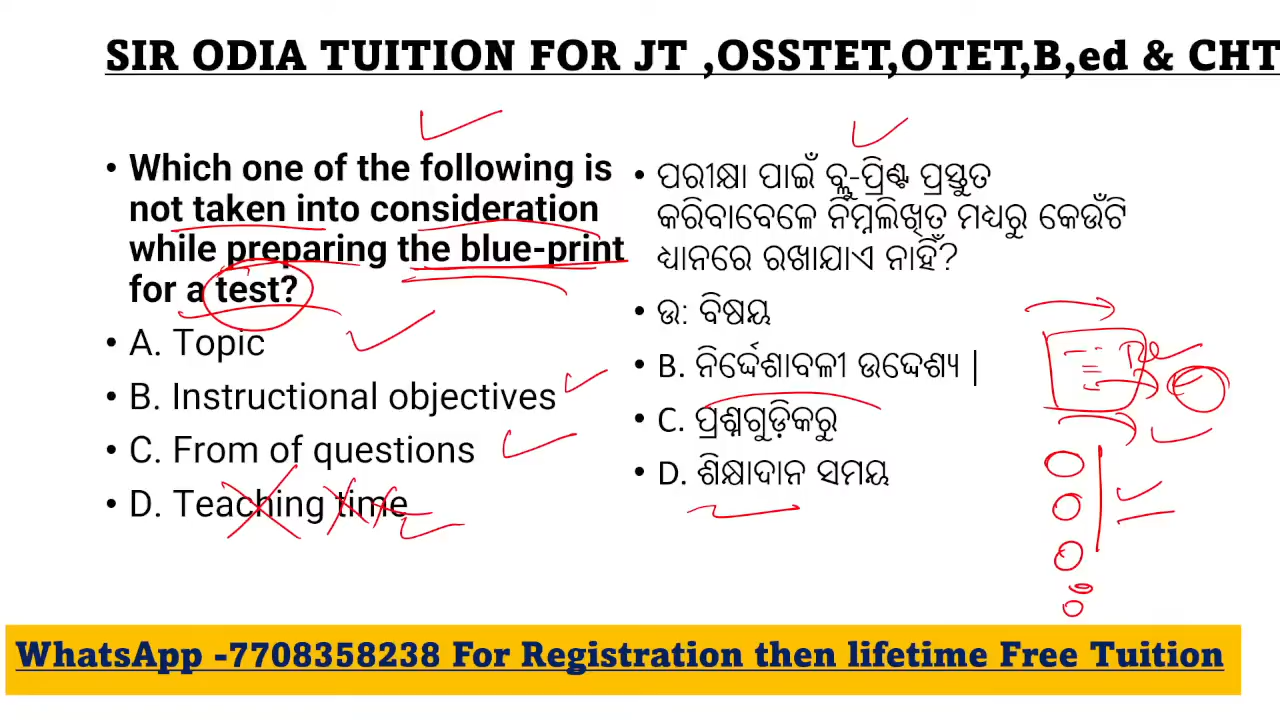 SIR ODIA TUITION FOR JT ,OSSTET,OTET,B,ed & CHT
• Which one of the following is
not taken into consideration
while preparing the blue-print
for a test?
• A. Topic
• B. Instructional objectives
• C. From of questions
• D. Teaching time
• ପରୀକ୍ଷା ପାଇଁ ବ୍ଲୁ-ପ୍ରିଣ୍ଟ ପ୍ରସ୍ତୁତ
କରିବାବେଳେ ନିମ୍ନଲିଖିତ ମଧ୍ୟରୁ କେଉଁଟି
ଧ୍ୟାନରେ ରଖାଯାଏ ନାହିଁ?
• ଉ: ବିଷୟ
• B. ନିର୍ଦ୍ଦେଶାବଳୀ ଉଦ୍ଦେଶ୍ୟ |
• C. ପ୍ରଶ୍ନଗୁଡ଼ିକରୁ
• D. ଶିକ୍ଷାଦାନ ସମୟ
WhatsApp -7708358238 For Registration then lifetime Free Tuition